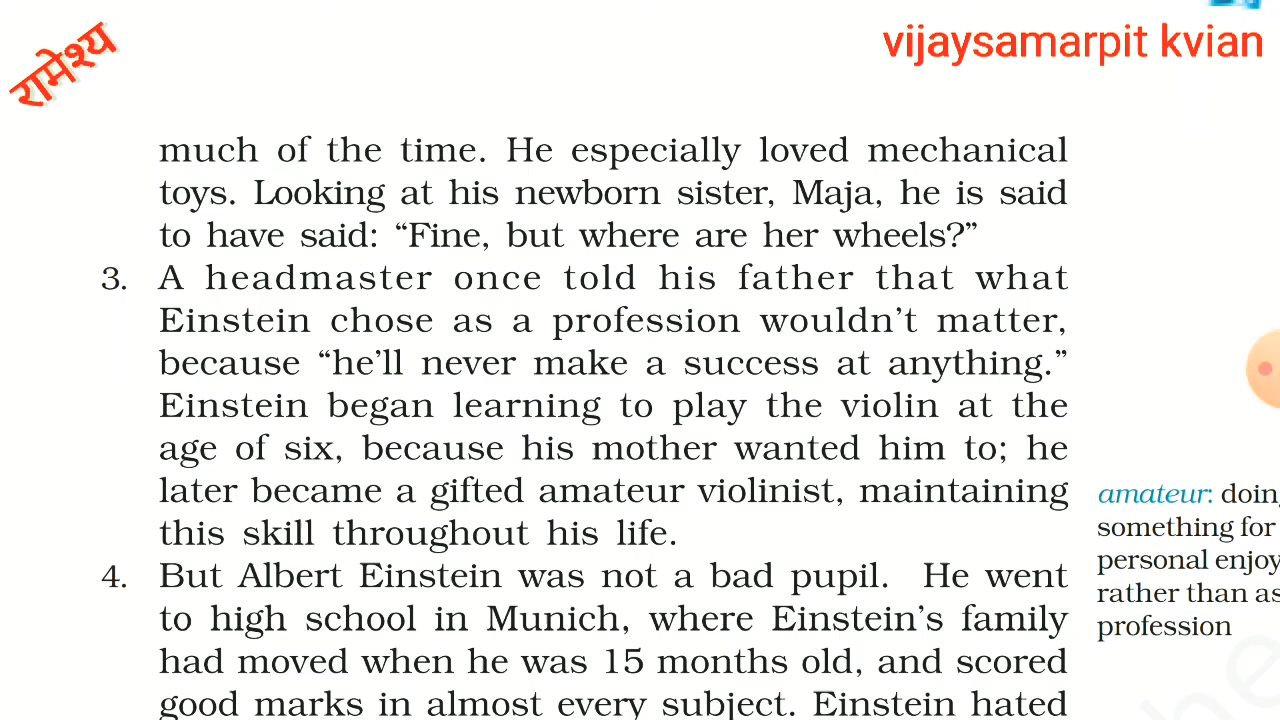 रामेश्य
vijaysamarpit kvian
much of the time. He especially loved mechanical
toys. Looking at his newborn sister, Maja, he is said
to have said: “Fine, but where are her wheels?”
3. A headmaster once told his father that what
Einstein chose as a profession wouldn’t matter,
because “he’ll never make a success at anything.”
Einstein began learning to play the violin at the
age of six, because his mother wanted him to; he
later became a gifted amateur violinist, maintaining
this skill throughout his life.
amateur: doing
something for
personal enjoy
rather than as
profession
4. But Albert Einstein was not a bad pupil. He went
to high school in Munich, where Einstein’s family
had moved when he was 15 months old, and scored
good marks in almost every subject. Einstein hated
he